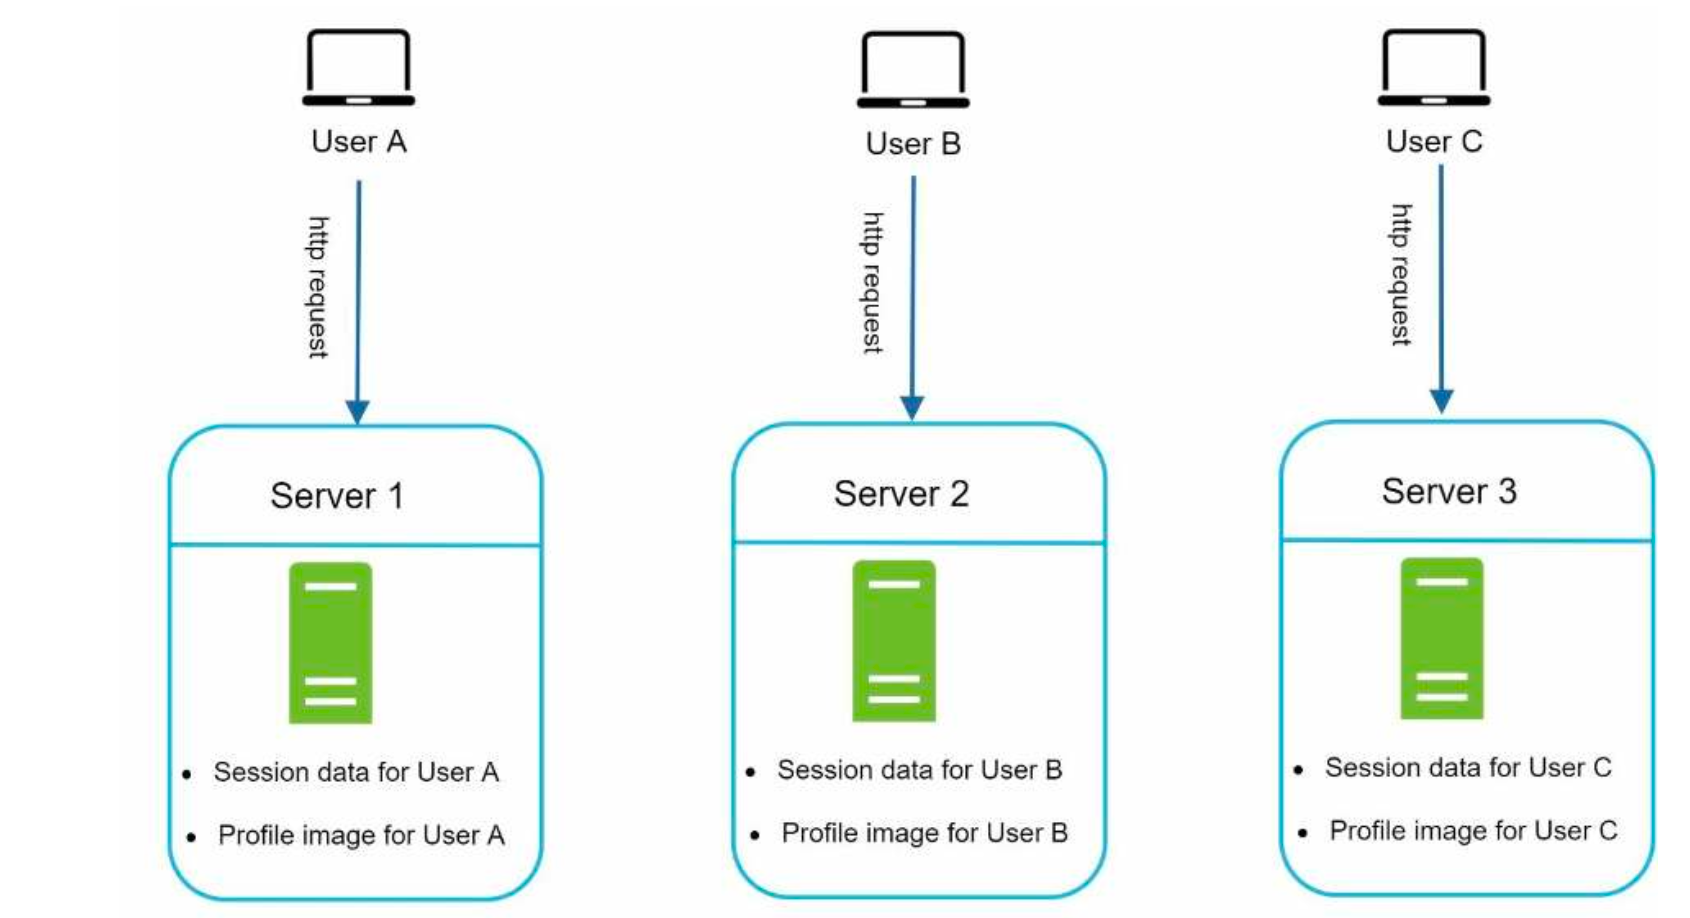 User A
User B
User C
http request
http request
http request
Server 1
Server 2
Server 3
• Session data for User A
• Profile image for User A
• Session data for User B
• Profile image for User B
• Session data for User C
• Profile image for User C